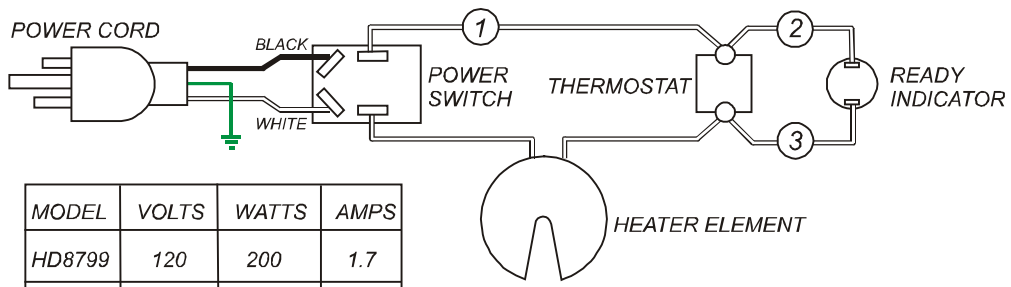 POWER CORD
BLACK
WHITE
POWER
SWITCH
1
THERMOSTAT
2
3
READY
INDICATOR
HEATER ELEMENT
MODEL VOLTS WATTS AMPS
HD8799 120 200 1.7